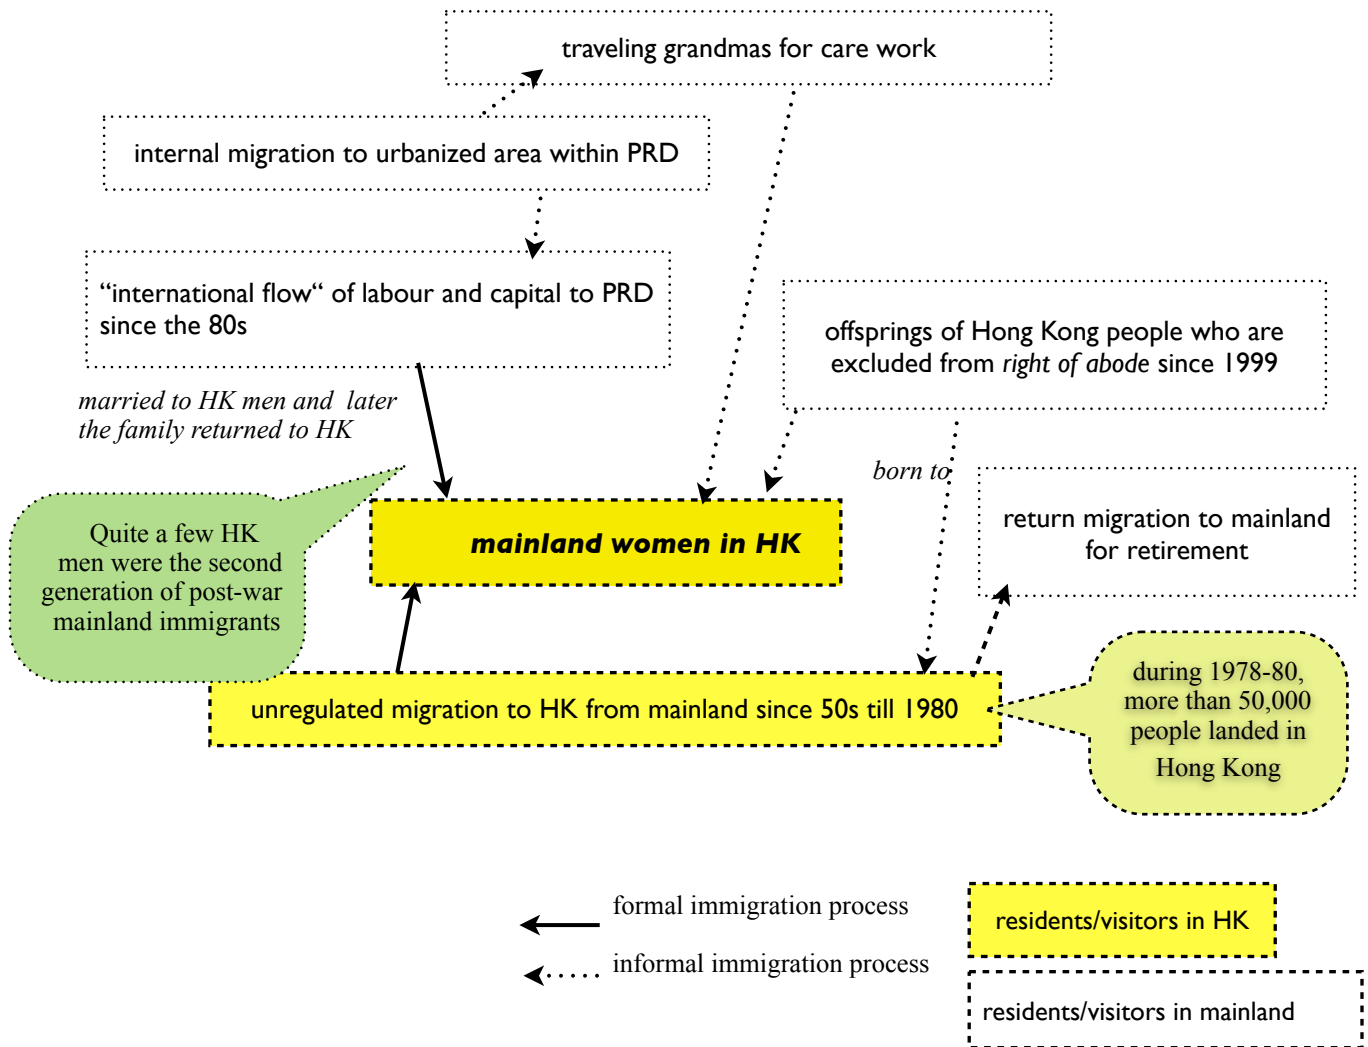 traveling grandmas for care work
internal migration to urbanized area within PRD
“international flow“ of labour and capital to PRD
since the 80s
offsprings of Hong Kong people who are
excluded from right of abode since 1999
married to HK men and later
the family returned to HK
born to
return migration to mainland
for retirement
Quite a few HK
men were the second
generation of post-war
mainland immigrants
mainland women in HK
unregulated migration to HK from mainland since 50s till 1980
during 1978-80,
more than 50,000
people landed in
Hong Kong
formal immigration process
residents/visitors in HK
informal immigration process
residents/visitors in mainland